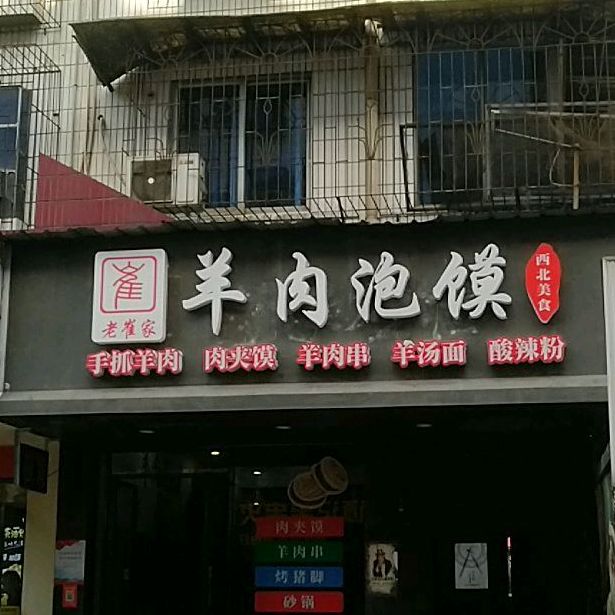 崔
老崔家
羊肉泡馍
西北美食
手抓羊肉 肉夹馍 羊肉串 羊汤面 酸辣粉
肉夹馍
羊肉串
烤猪脚
砂锅